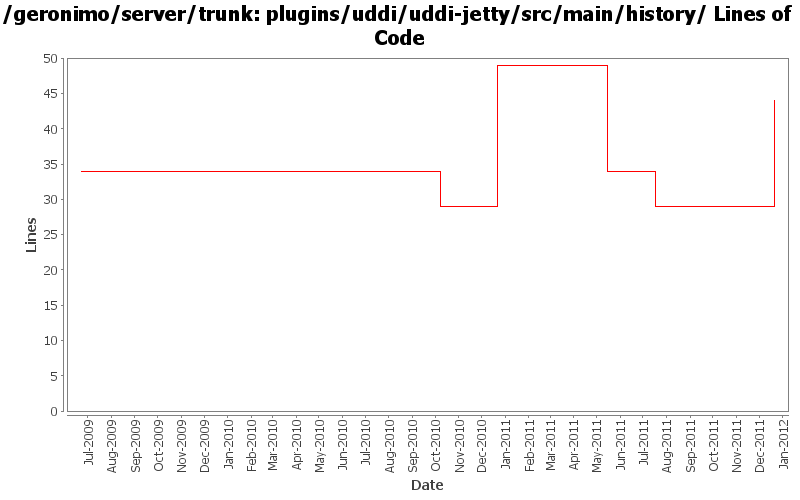 /geronimo/server/trunk: plugins/uddi/uddi-jetty/src/main/history/ Lines of
Code
50
45
40
35
30
25
20
15
10
5
0
Lines
Jul-2009
Aug-2009
Sep-2009
Oct-2009
Nov-2009
Dec-2009
Jan-2010
Feb-2010
Mar-2010
Apr-2010
May-2010
Jun-2010
Jul-2010
Aug-2010
Sep-2010
Oct-2010
Nov-2010
Dec-2010
Jan-2011
Feb-2011
Mar-2011
Apr-2011
May-2011
Jun-2011
Jul-2011
Aug-2011
Sep-2011
Oct-2011
Nov-2011
Dec-2011
Jan-2012
Date